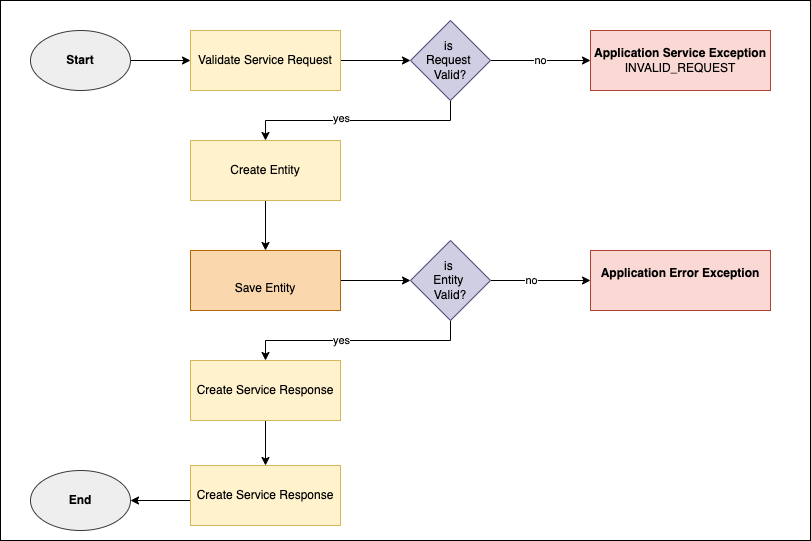 Start
Validate Service Request
is
Request
Valid?
no
Application Service Exception
INVALID_REQUEST
yes
Create Entity
Save Entity
is
Entity
Valid?
no
Application Error Exception
yes
Create Service Response
Create Service Response
End